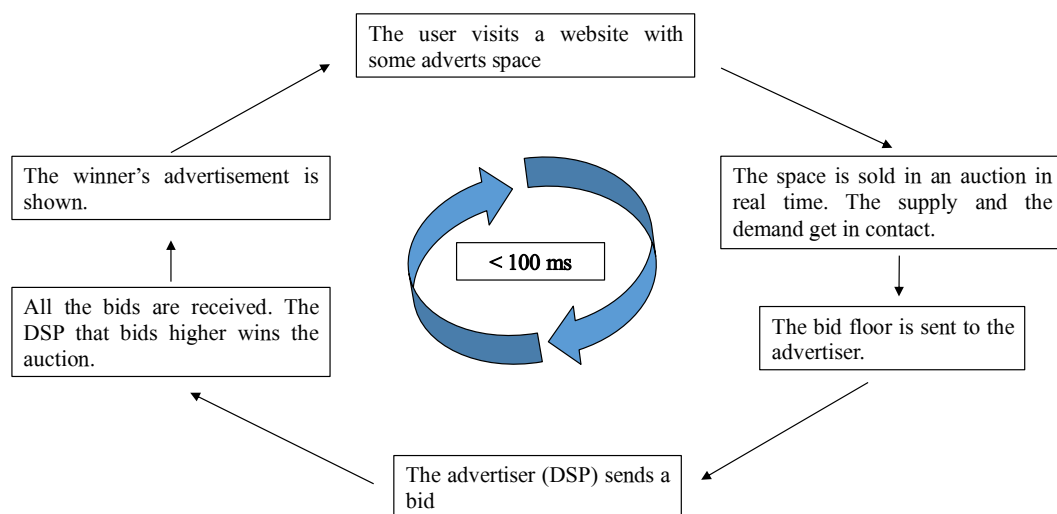 The user visits a website with
some adverts space
The space is sold in an auction in
real time. The supply and the
demand get in contact.
The bid floor is sent to the
advertiser.
The advertiser (DSP) sends a
bid
All the bids are received. The
DSP that bids higher wins the
auction.
The winner’s advertisement is
shown.
< 100 ms